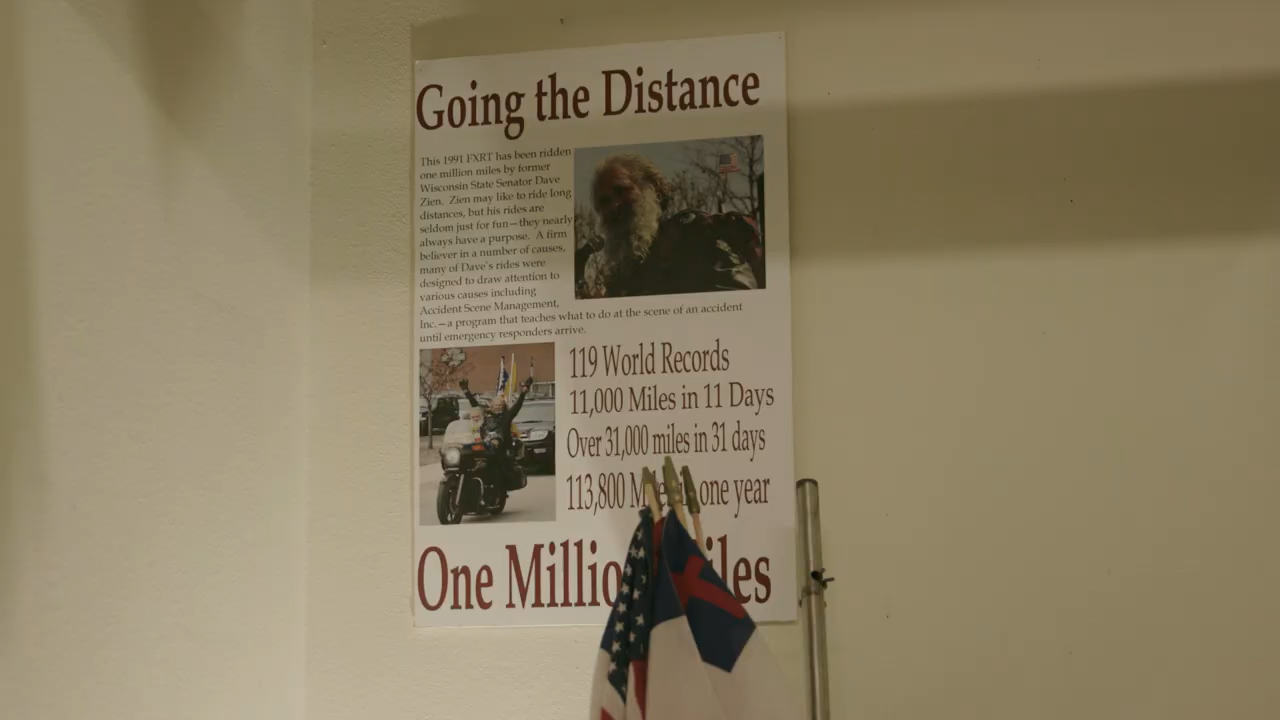 Going the Distance
This 1991 FXRT has been ridden
one million miles by former
Wisconsin State Senator Dave
Zien. Zien may like to ride long
distances, but his rides are
seldom just for fun—they nearly
always have a purpose. A firm
believer in a number of causes,
many of Dave's rides were
designed to draw attention to
various causes including
Accident Scene Management,
Inc.—a program that teaches what to do at the scene of an accident
until emergency responders arrive.
119 World Records
11,000 Miles in 11 Days
Over 31,000 miles in 31 days
113,800 Miles in one year
One Millio iles